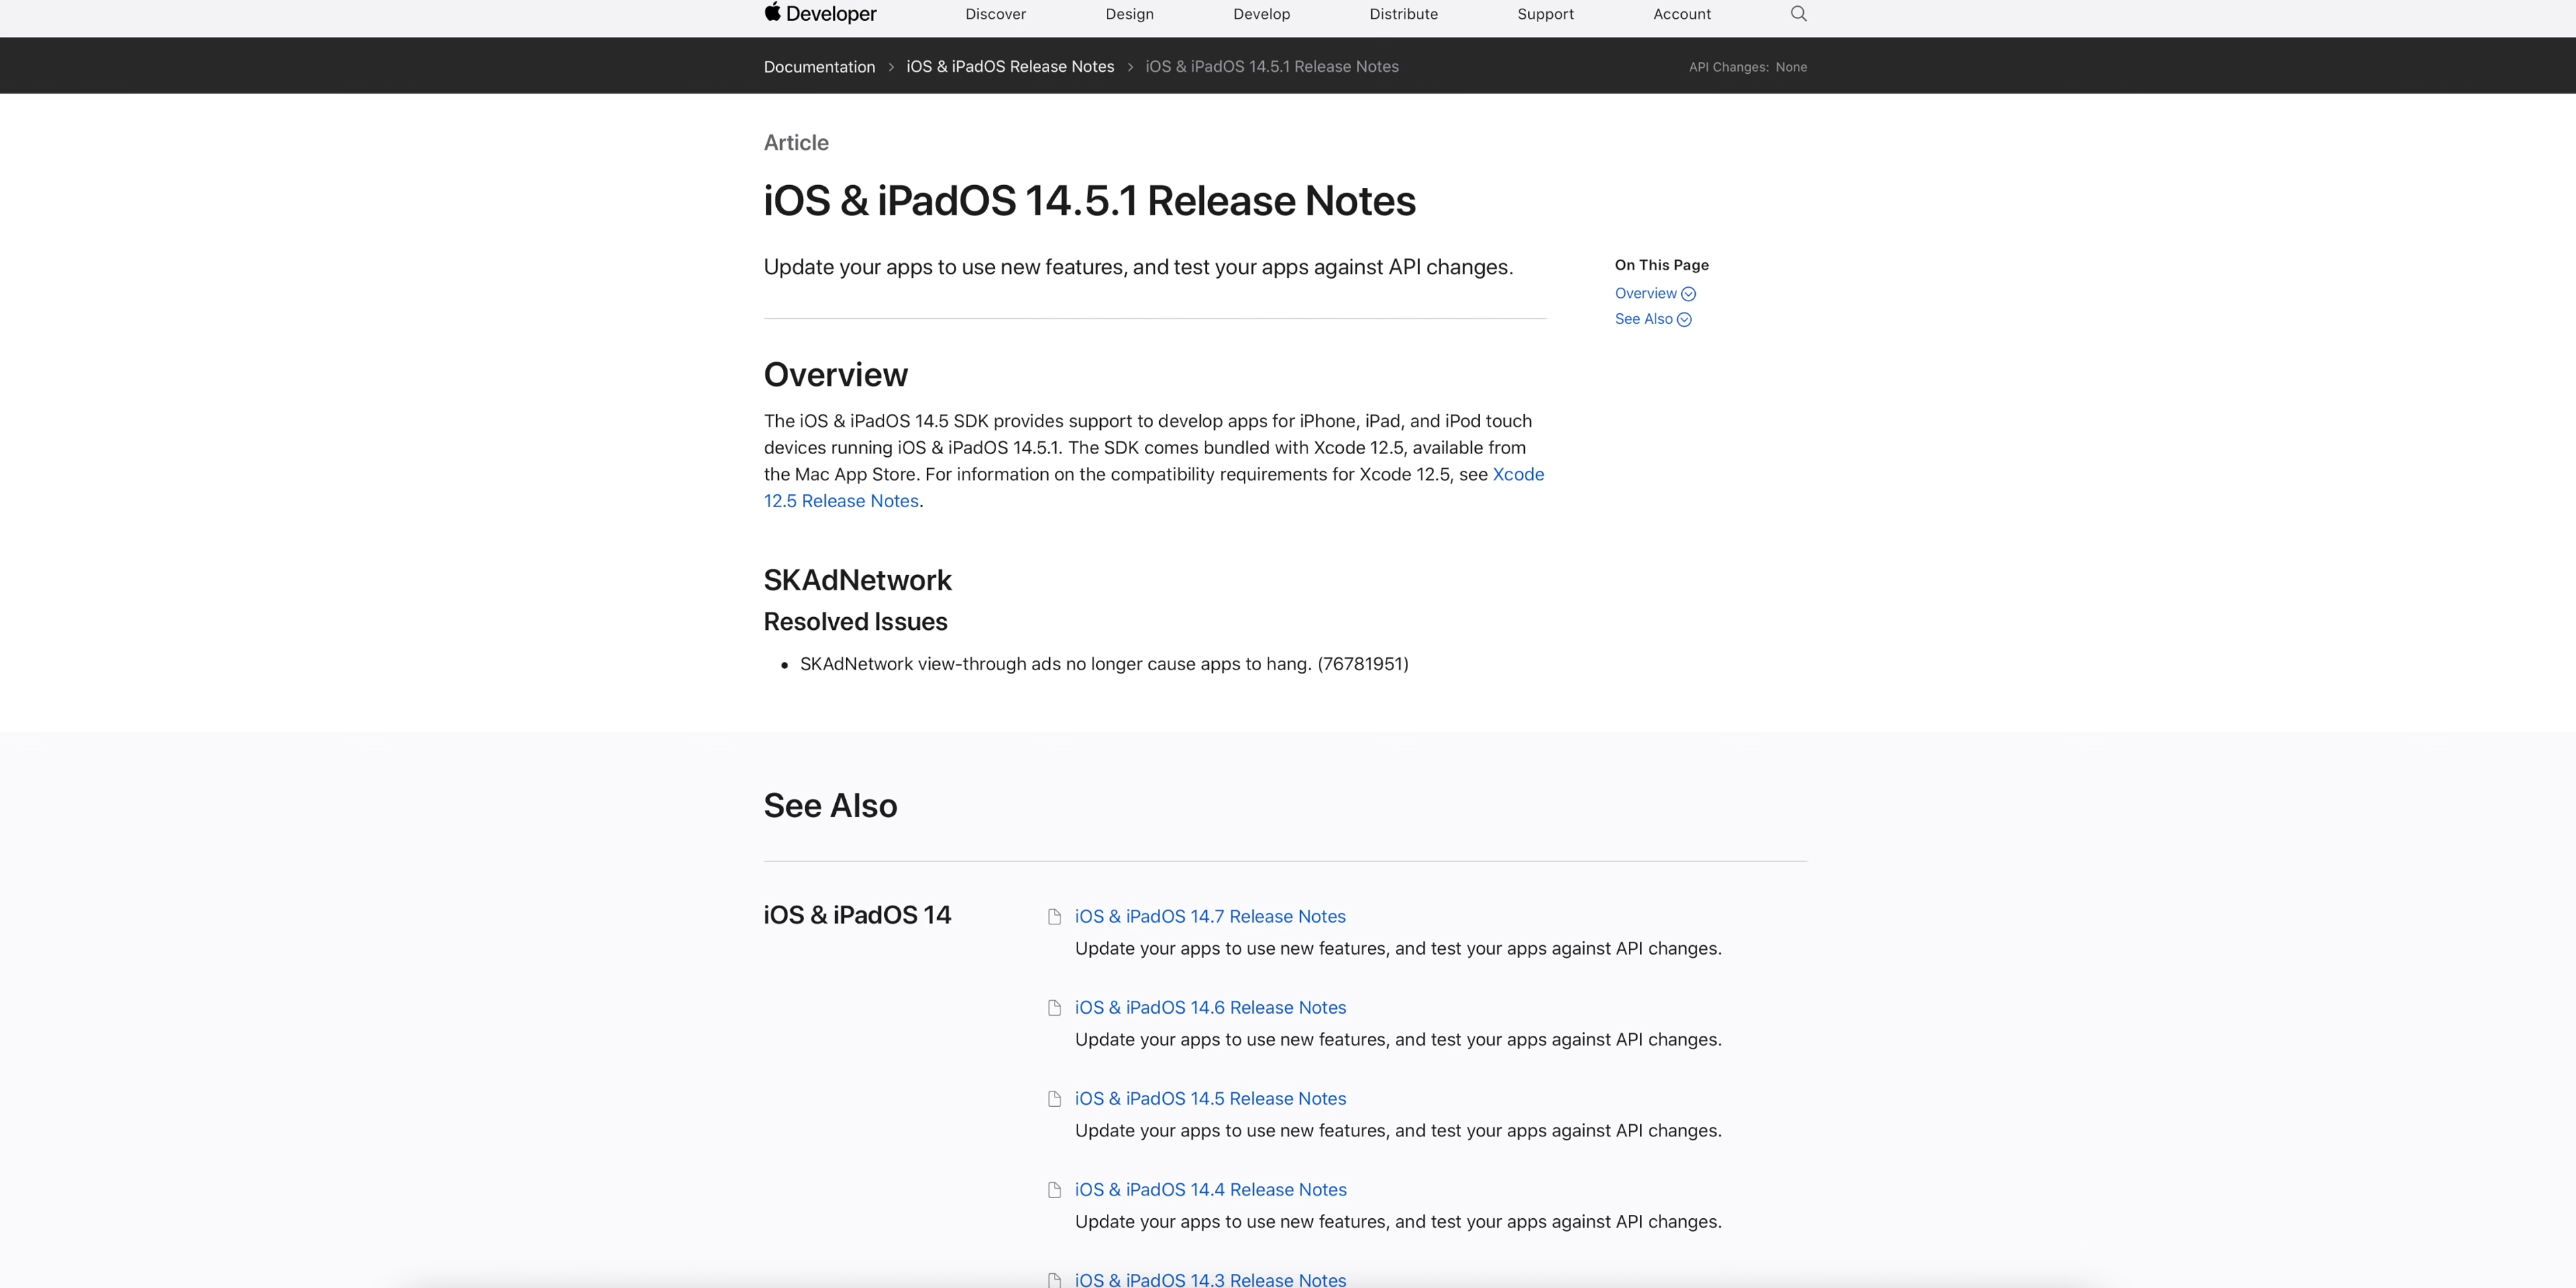 Developer
Discover
Design
Develop
Distribute
Support
Account
Documentation > iOS & iPadOS Release Notes > iOS & iPadOS 14.5.1 Release Notes
API Changes: None
Article
iOS & iPadOS 14.5.1 Release Notes
Update your apps to use new features, and test your apps against API changes.
On This Page
Overview
See Also
Overview
The iOS & iPadOS 14.5 SDK provides support to develop apps for iPhone, iPad, and iPod touch
devices running iOS & iPadOS 14.5.1. The SDK comes bundled with Xcode 12.5, available from
the Mac App Store. For information on the compatibility requirements for Xcode 12.5, see Xcode
12.5 Release Notes.
SKAdNetwork
Resolved Issues
• SKAdNetwork view-through ads no longer cause apps to hang. (76781951)
See Also
iOS & iPadOS 14
iOS & iPadOS 14.7 Release Notes
Update your apps to use new features, and test your apps against API changes.
iOS & iPadOS 14.6 Release Notes
Update your apps to use new features, and test your apps against API changes.
iOS & iPadOS 14.5 Release Notes
Update your apps to use new features, and test your apps against API changes.
iOS & iPadOS 14.4 Release Notes
Update your apps to use new features, and test your apps against API changes.
iOS & iPadOS 14.3 Release Notes